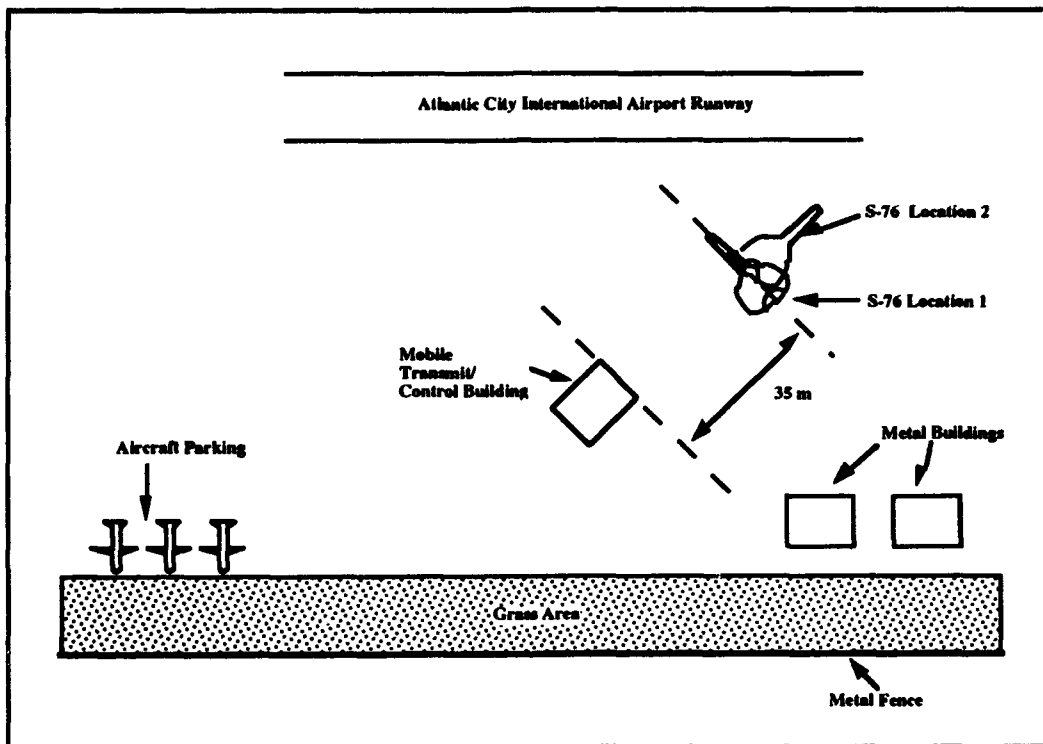 Atlantic City International Airport Runway
S-76 Location 2
S-76 Location 1
Mobile
Transmit/
Control Building
35 m
Metal Buildings
Aircraft Parking
Grass Area
Metal Fence